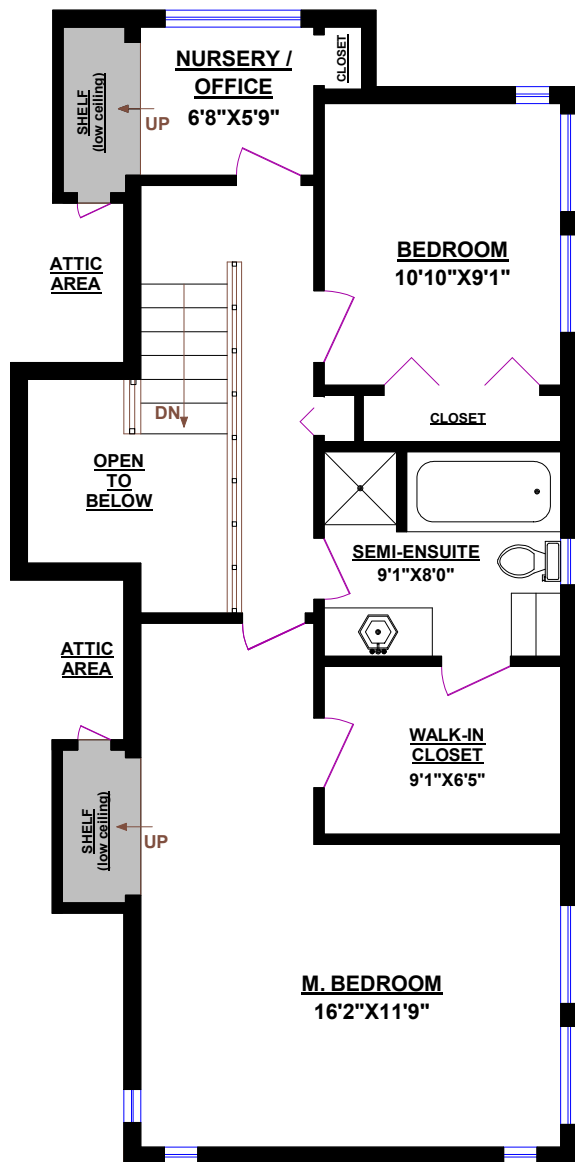 NURSERY /
OFFICE
6'8"X5'9"
CLOSET
SHELF
(low ceiling)
UP
ATTIC
AREA
BEDROOM
10'10"X9'1"
DN
CLOSET
OPEN
TO
BELOW
SEMI-ENSUITE
9'1"X8'0"
ATTIC
AREA
WALK-IN
CLOSET
9'1"X6'5"
SHELF
(low ceiling)
UP
M. BEDROOM
16'2"X11'9"